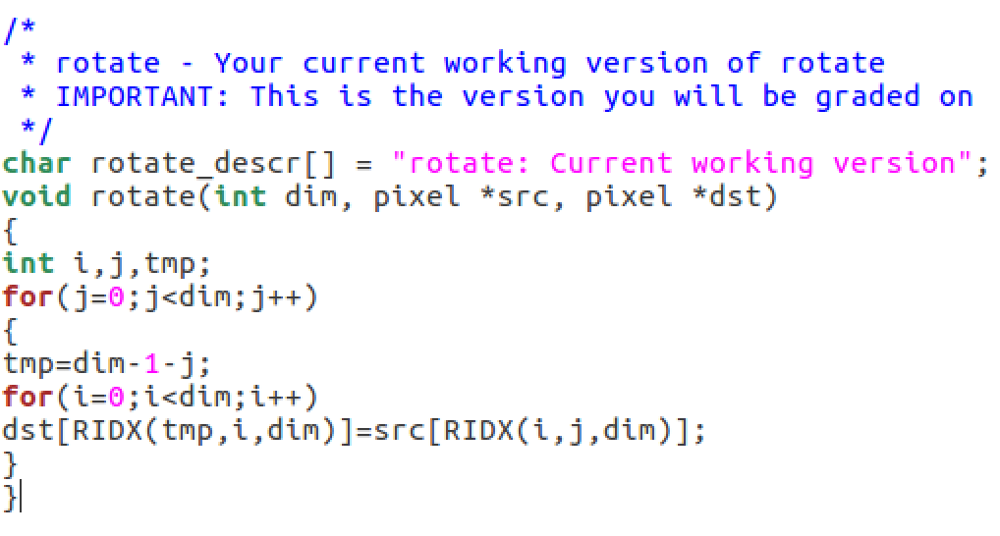 /*
 * rotate - Your current working version of rotate
 * IMPORTANT: This is the version you will be graded on
 */
char rotate_descr[] = "rotate: Current working version";
void rotate(int dim, pixel *src, pixel *dst)
{
int i,j,tmp;
for(j=0;j<dim;j++)
{
tmp=dim-1-j;
for(i=0;i<dim;i++)
dst[RIDX(tmp,i,dim)]=src[RIDX(i,j,dim)];
}
}